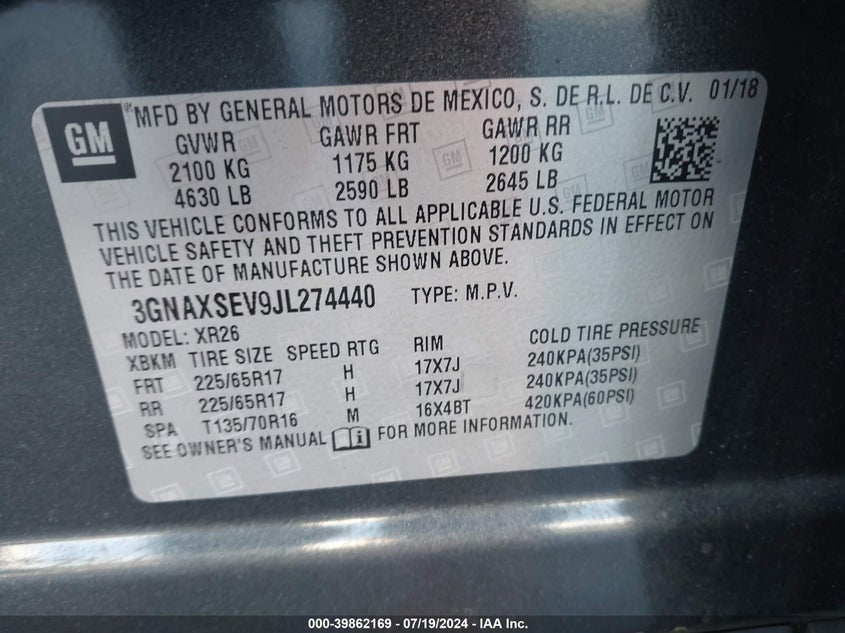 GM
MFD BY GENERAL MOTORS DE MEXICO, S. DE R.L. DE C.V. 01/18
GVWR GAWR FRT GAWR RR
2100 KG 1175 KG 1200 KG
4630 LB 2590 LB 2645 LB
THIS VEHICLE CONFORMS TO ALL APPLICABLE U.S. FEDERAL MOTOR
VEHICLE SAFETY AND THEFT PREVENTION STANDARDS IN EFFECT ON
THE DATE OF MANUFACTURE SHOWN ABOVE.
3GNAXSEV9JL274440 TYPE: M.P.V.
MODEL: XR26
XBKM TIRE SIZE SPEED RTG RIM COLD TIRE PRESSURE
FRT 225/65R17 H 17X7J 240KPA(35PSI)
RR 225/65R17 H 17X7J 240KPA(35PSI)
SPA T135/70R16 M 16X4BT 420KPA(60PSI)
SEE OWNER'S MANUAL FOR MORE INFORMATION.
000-39862169 - 07/19/2024 - IAA Inc.